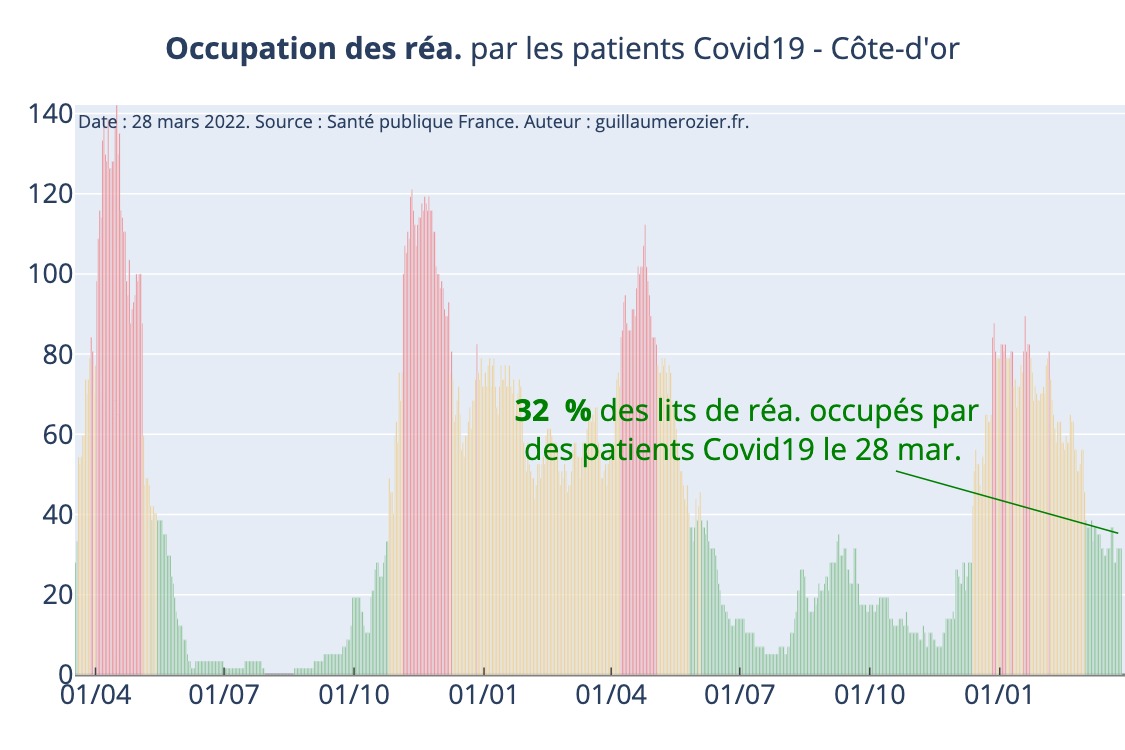 Occupation des réa. par les patients Covid19 - Côte-d'or
140
Date : 28 mars 2022. Source : Santé publique France. Auteur : guillaumerozier.fr.
120
100
80
32  % des lits de réa. occupés par
60
des patients Covid19 le 28 mar.
40
20
0
01/04 01/07 01/10 01/01 01/04 01/07 01/10 01/01